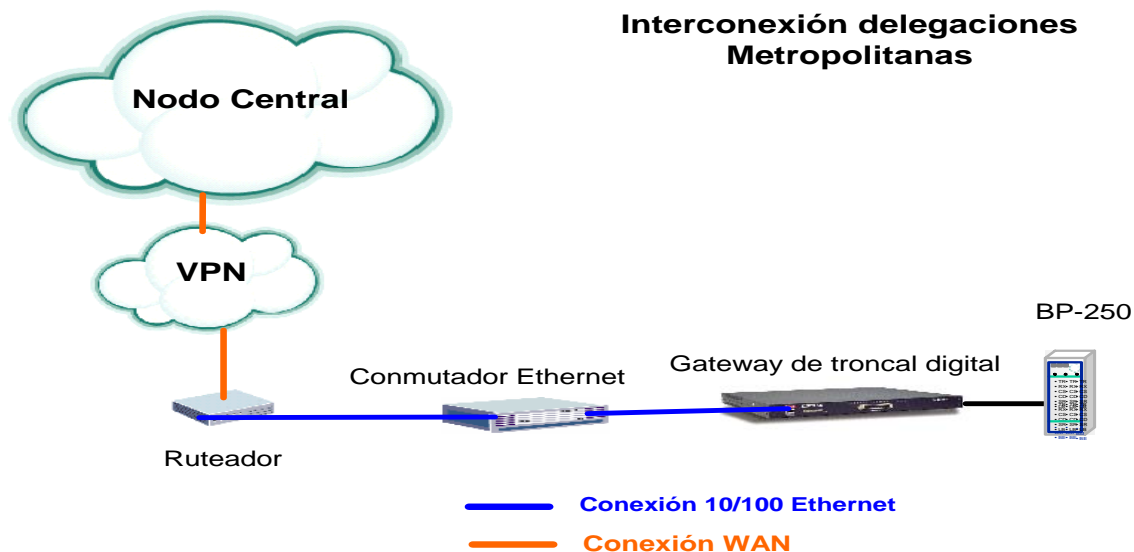 Interconexión delegaciones
Metropolitanas
Nodo Central
VPN
BP-250
Gateway de troncal digital
Conmutador Ethernet
Ruteador
Conexión 10/100 Ethernet
Conexión WAN